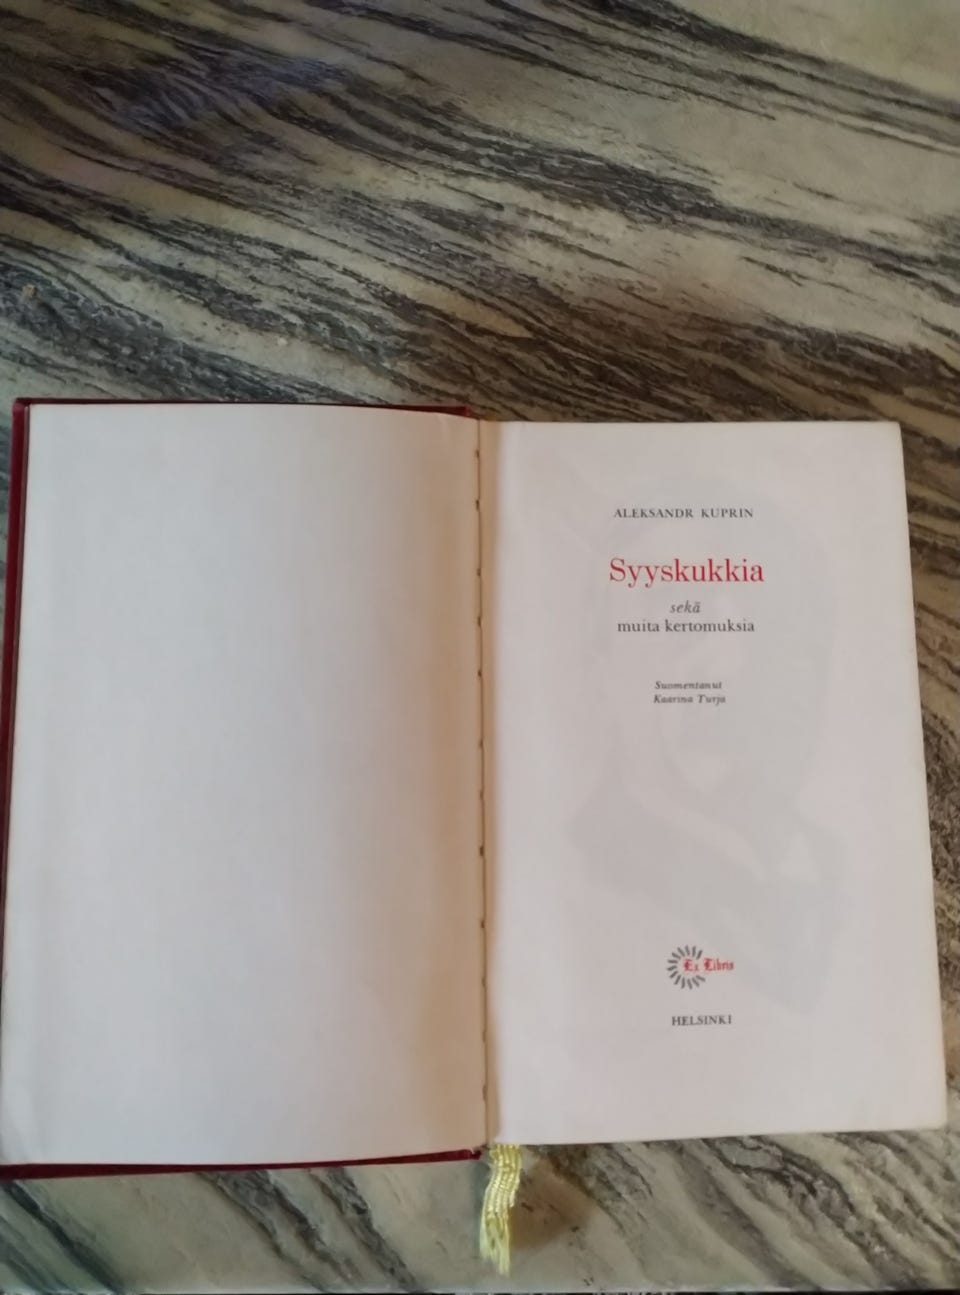 ALEKSANDR KUPRIN
Syyskukkia
sekä
muita kertomuksia
Suomentanut
Kaarina Turja
Ex Libris
HELSINKI